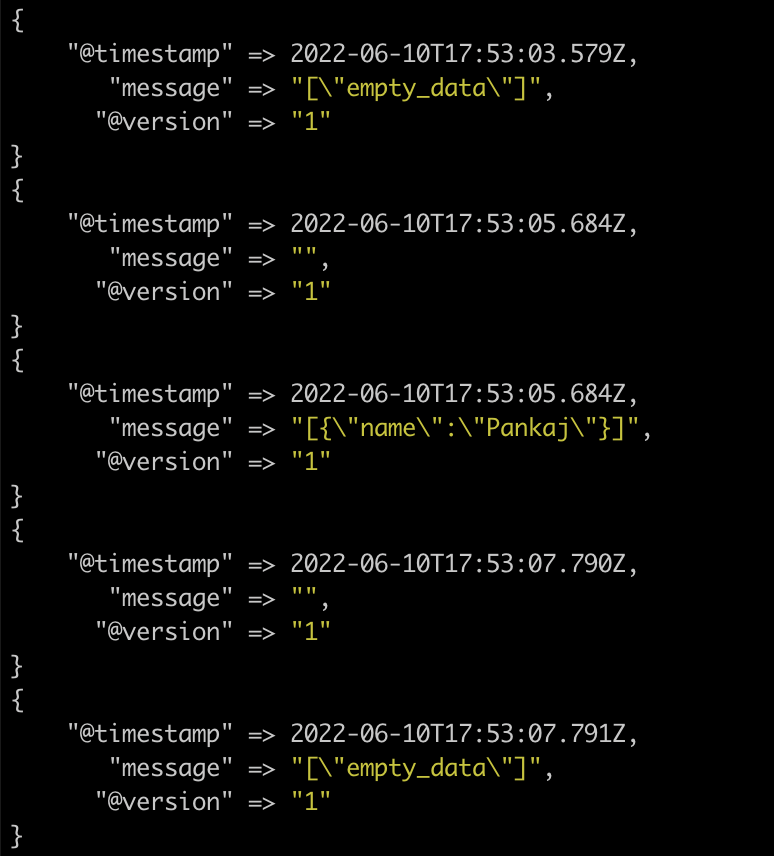 {
    "@timestamp" => 2022-06-10T17:53:03.579Z,
       "message" => "[\"empty_data\"]",
      "@version" => "1"
}
{
    "@timestamp" => 2022-06-10T17:53:05.684Z,
       "message" => "",
      "@version" => "1"
}
{
    "@timestamp" => 2022-06-10T17:53:05.684Z,
       "message" => "[{\"name\":\"Pankaj\"}]",
      "@version" => "1"
}
{
    "@timestamp" => 2022-06-10T17:53:07.790Z,
       "message" => "",
      "@version" => "1"
}
{
    "@timestamp" => 2022-06-10T17:53:07.791Z,
       "message" => "[\"empty_data\"]",
      "@version" => "1"
}